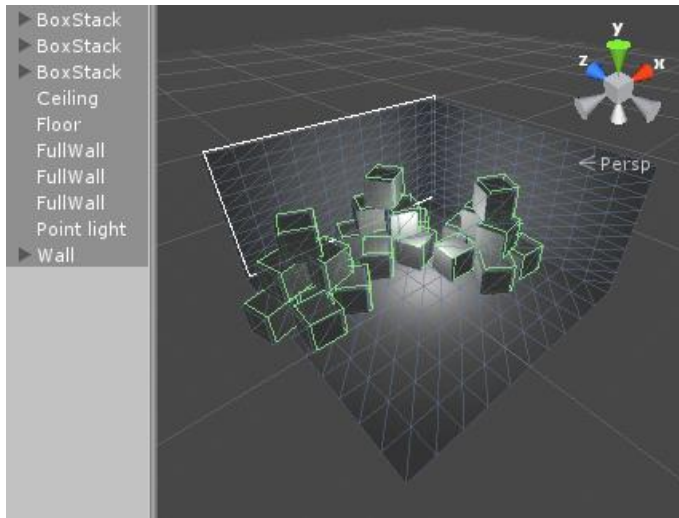 BoxStack
BoxStack
BoxStack
Ceiling
Floor
FullWall
FullWall
FullWall
Point light
Wall
y
z
x
Persp